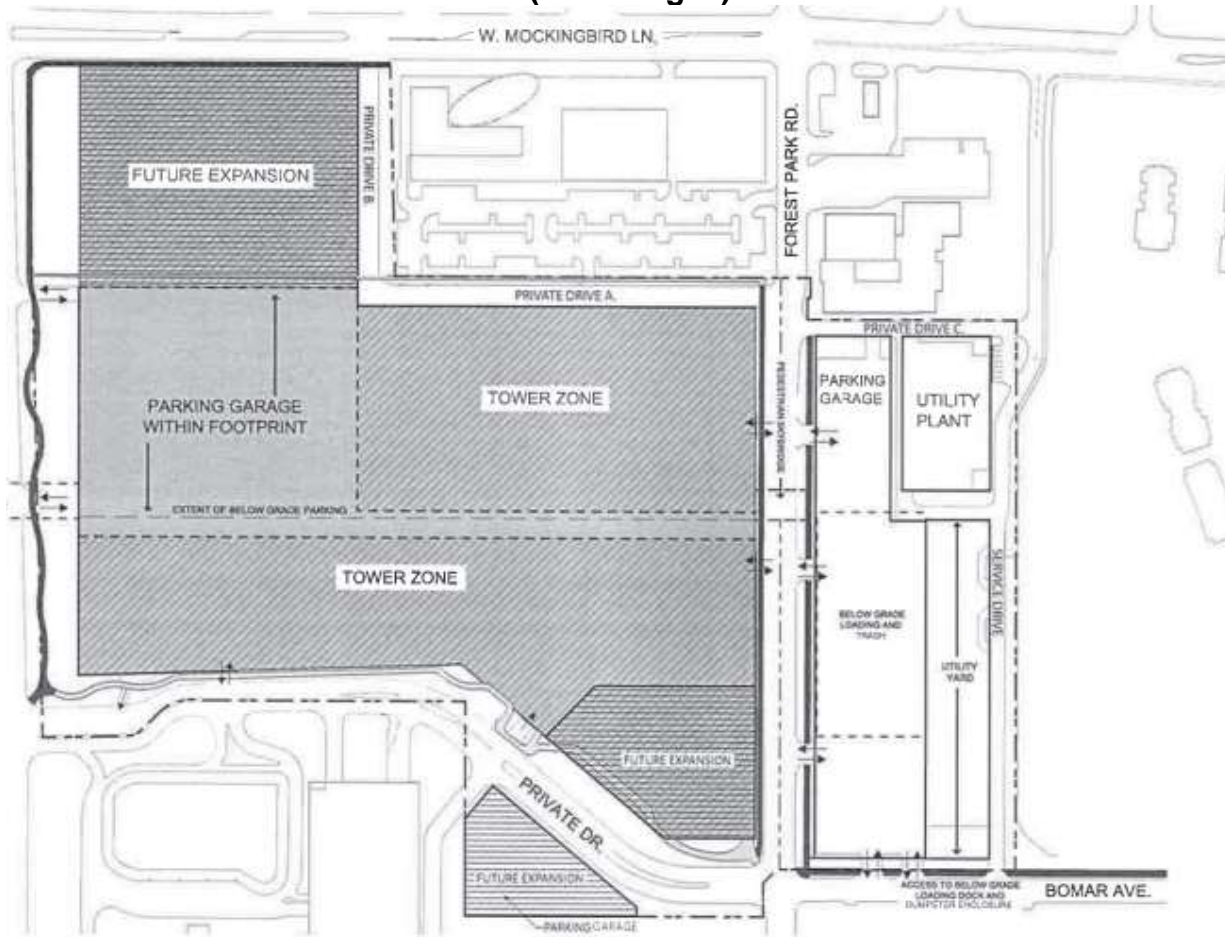 W. MOCKINGBIRD LN.
PRIVATE DRIVE B.
FUTURE EXPANSION
FOREST PARK RD.
PRIVATE DRIVE A.
PRIVATE DRIVE C.
PEDESTRIAN SKYBRIDGE
PARKING
GARAGE
UTILITY
PLANT
TOWER ZONE
PARKING GARAGE
WITHIN FOOTPRINT
EXTENT OF BELOW GRADE PARKING
TOWER ZONE
BELOW GRADE
LOADING AND
TRASH
SERVICE DRIVE
UTILITY
YARD
FUTURE EXPANSION
PRIVATE DR.
FUTURE EXPANSION
PARKING GARAGE
ACCESS TO BELOW GRADE
LOADING DOCK AND
DUMPSTER ENCLOSURE
BOMAR AVE.